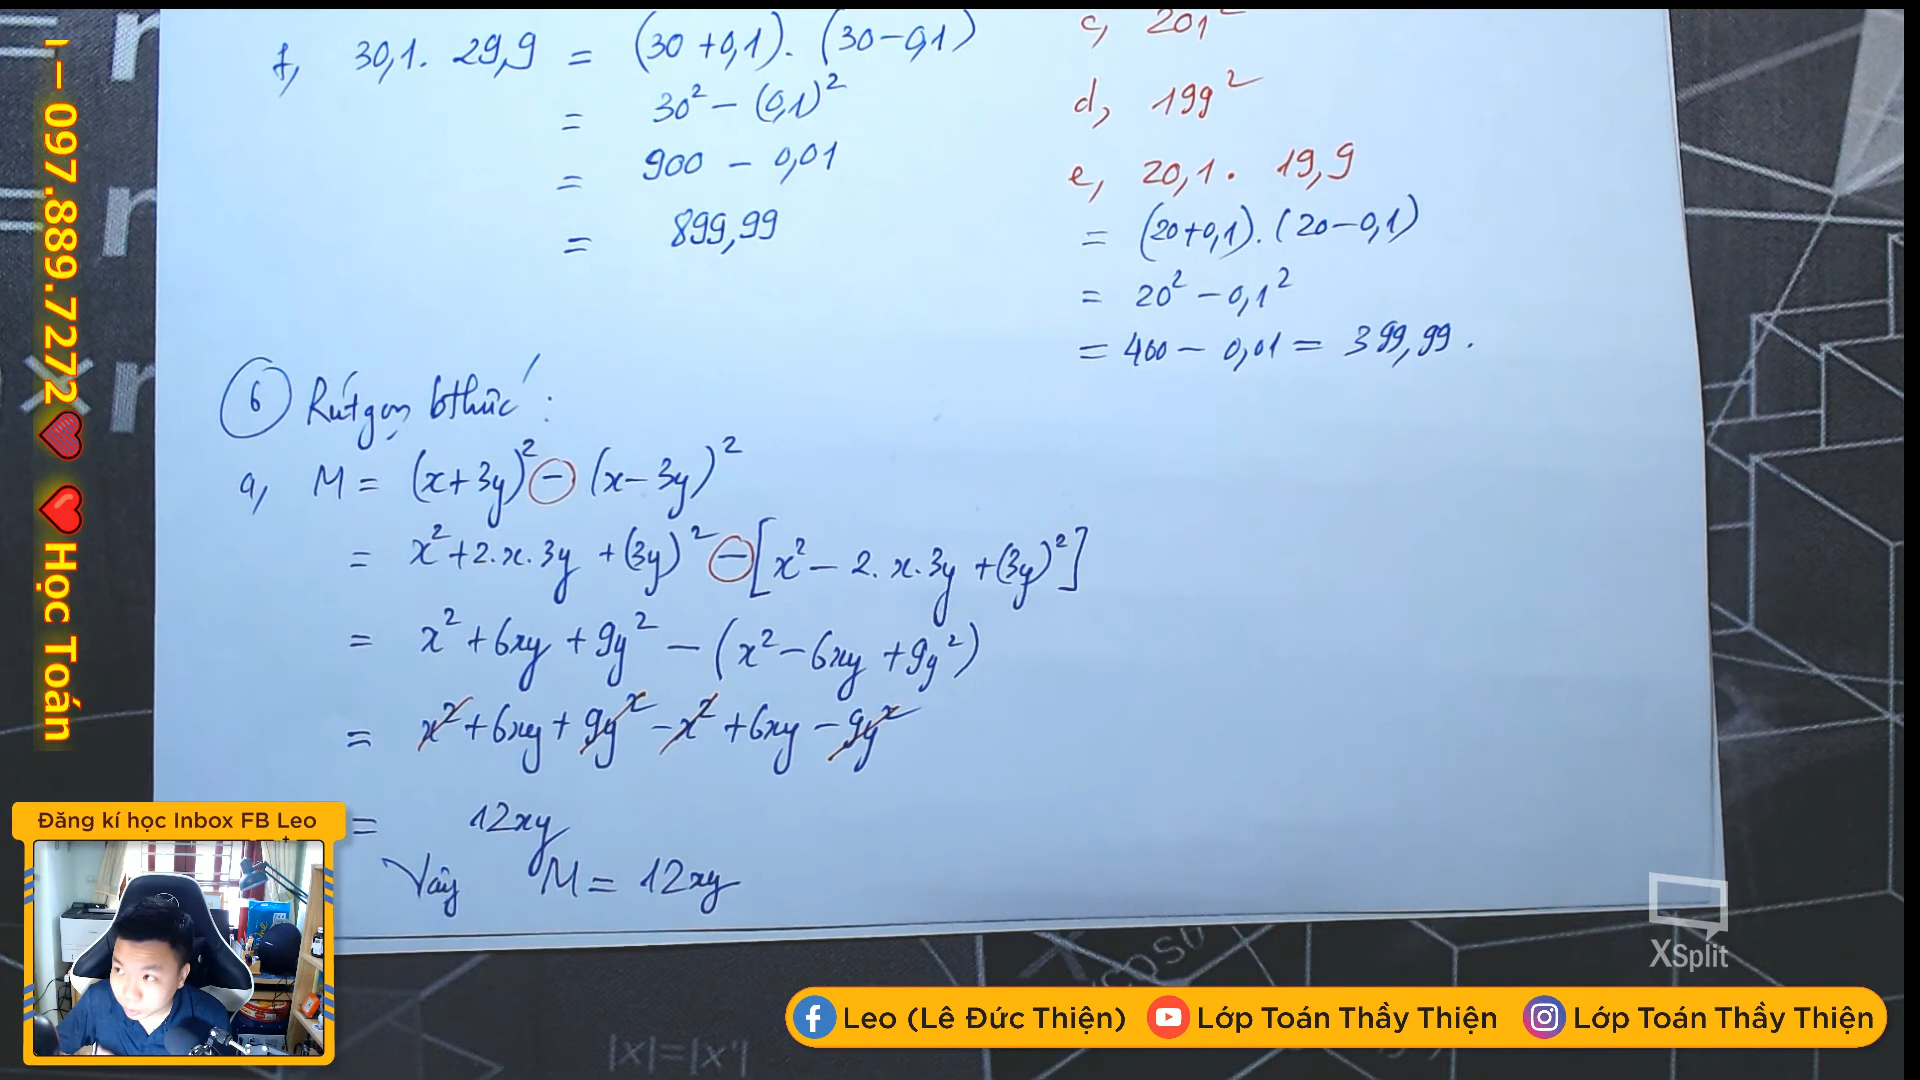 f, 30,1 . 29,9 = (30+0,1) . (30-0,1)
= 30² - (0,1)²
= 900 - 0,01
= 899,99
c, 201²
d, 199²
e, 20,1 . 19,9
= (20+0,1) . (20-0,1)
= 20² - 0,1²
= 400 - 0,01 = 399,99 .
6 Rút gọn bthức :
a, M = (x+3y)² - (x-3y)²
= x² + 2.x.3y + (3y)² - [x² - 2.x.3y + (3y)²]
= x² + 6xy + 9y² - (x² - 6xy + 9y²)
= x² + 6xy + 9y² - x² + 6xy - 9y²
= 12xy
Vậy M = 12xy
097.889.7272 ❤ ❤ Học Toán
Đăng kí học Inbox FB Leo
XSplit
Leo (Lê Đức Thiện) Lớp Toán Thầy Thiện Lớp Toán Thầy Thiện
|x|=|x